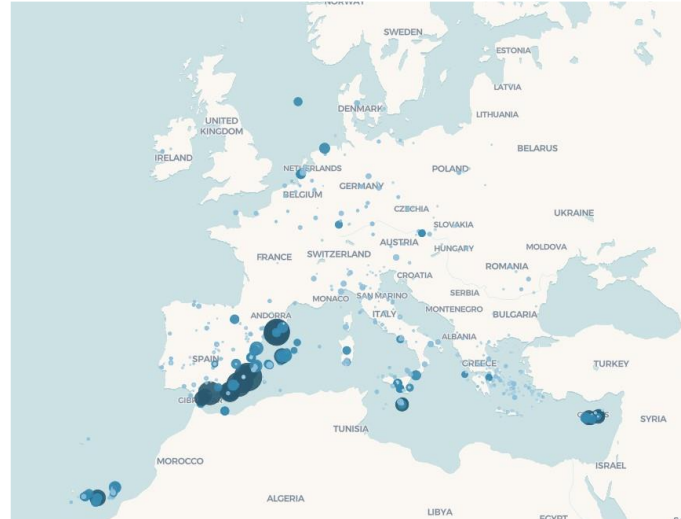 NORWAY
SWEDEN
ESTONIA
LATVIA
DENMARK
LITHUANIA
UNITED
KINGDOM
BELARUS
IRELAND
NETHERLANDS
POLAND
GERMANY
BELGIUM
CZECHIA
UKRAINE
SLOVAKIA
AUSTRIA
HUNGARY
MOLDOVA
FRANCE
SWITZERLAND
ROMANIA
CROATIA
SERBIA
MONACO
SAN MARINO
ANDORRA
ITALY
MONTENEGRO
BULGARIA
ALBANIA
SPAIN
GREECE
TURKEY
TUNISIA
SYRIA
MOROCCO
ISRAEL
ALGERIA
LIBYA
EGYPT